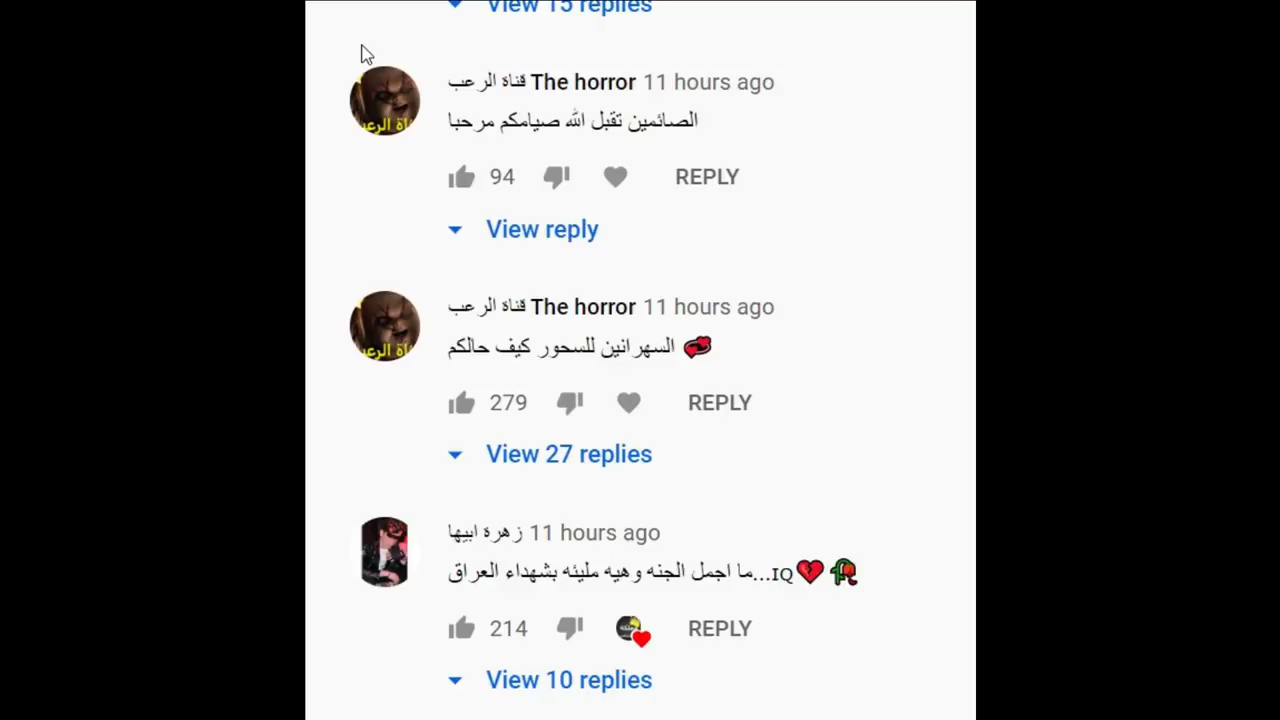 View 15 replies
قناة الرعب The horror 11 hours ago
الصائمين تقبل الله صيامكم مرحبا
94 REPLY
View reply
قناة الرعب The horror 11 hours ago
السهرانين للسحور كيف حالكم 💞
279 REPLY
View 27 replies
زهرة ابيها 11 hours ago
ما اجمل الجنه وهيه مليئه بشهداء العراق...IQ💔🥀
214 REPLY
View 10 replies